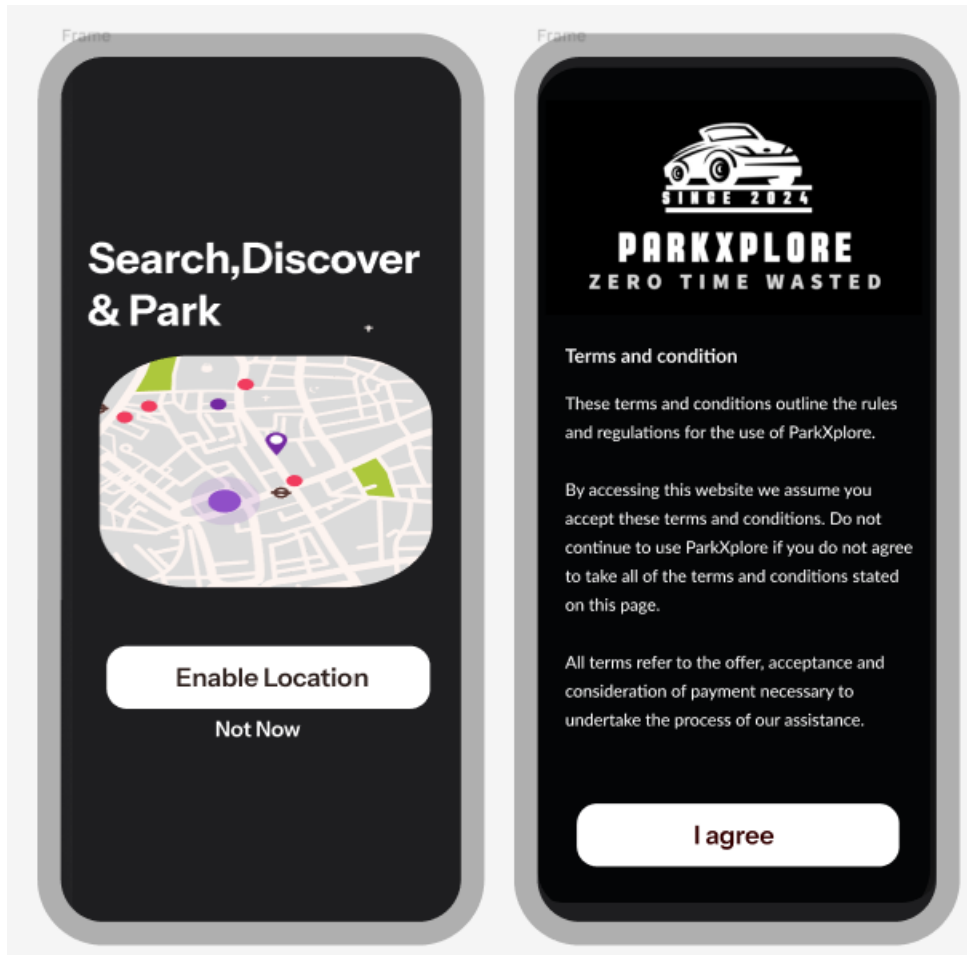 Frame
Search,Discover
& Park
Enable Location
Not Now
Frame
SINCE 2024
PARKXPLORE
ZERO TIME WASTED
Terms and condition
These terms and conditions outline the rules
and regulations for the use of ParkXplore.
By accessing this website we assume you
accept these terms and conditions. Do not
continue to use ParkXplore if you do not agree
to take all of the terms and conditions stated
on this page.
All terms refer to the offer, acceptance and
consideration of payment necessary to
undertake the process of our assistance.
I agree